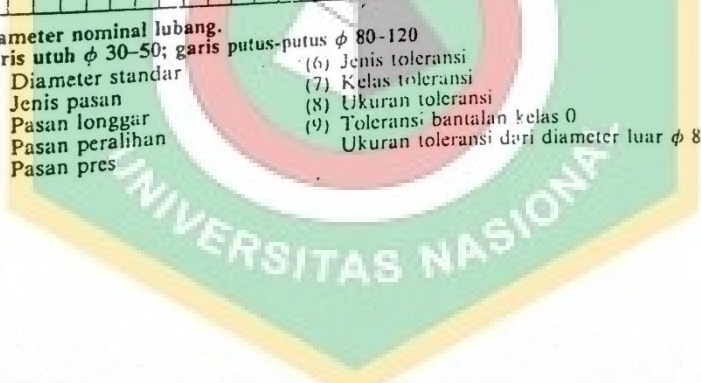 ameter nominal lubang.
ris utuh ϕ 30–50; garis putus-putus ϕ 80-120
Diameter standar
Jenis pasan
Pasan longgar
Pasan peralihan
Pasan pres
(6) Jenis toleransi
(7) Kelas toleransi
(8) Ukuran toleransi
(9) Toleransi bantalan kelas 0
Ukuran toleransi dari diameter luar ϕ 8
UNIVERSITAS NASIONAL